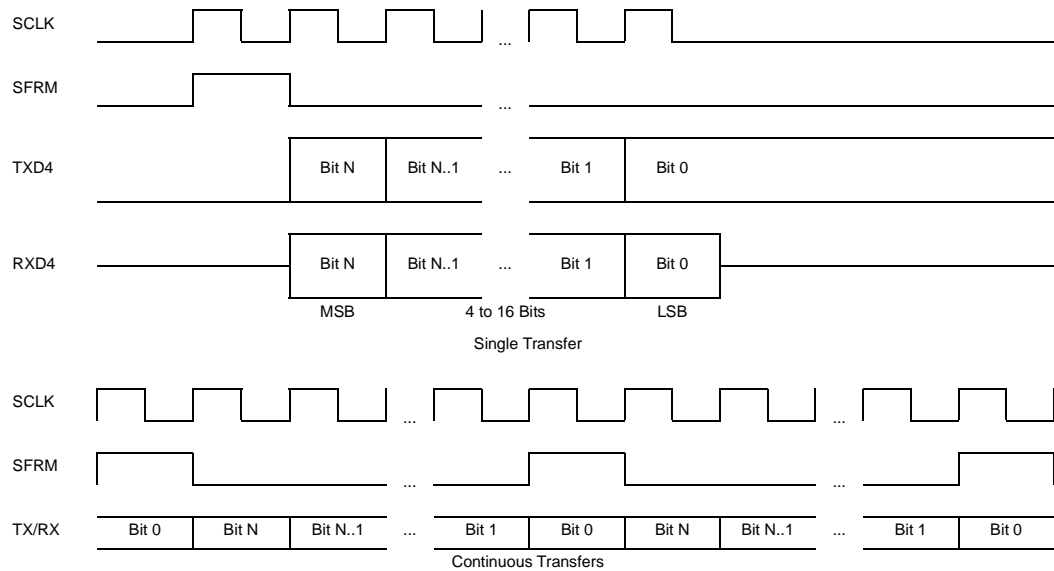 SCLK
...
SFRM
...
TXD4 Bit N Bit N..1 ... Bit 1 Bit 0
RXD4 Bit N Bit N..1 ... Bit 1 Bit 0
MSB 4 to 16 Bits LSB
Single Transfer
SCLK
... ...
SFRM
... ...
TX/RX Bit 0 Bit N Bit N..1 ... Bit 1 Bit 0 Bit N Bit N..1 ... Bit 1 Bit 0
Continuous Transfers